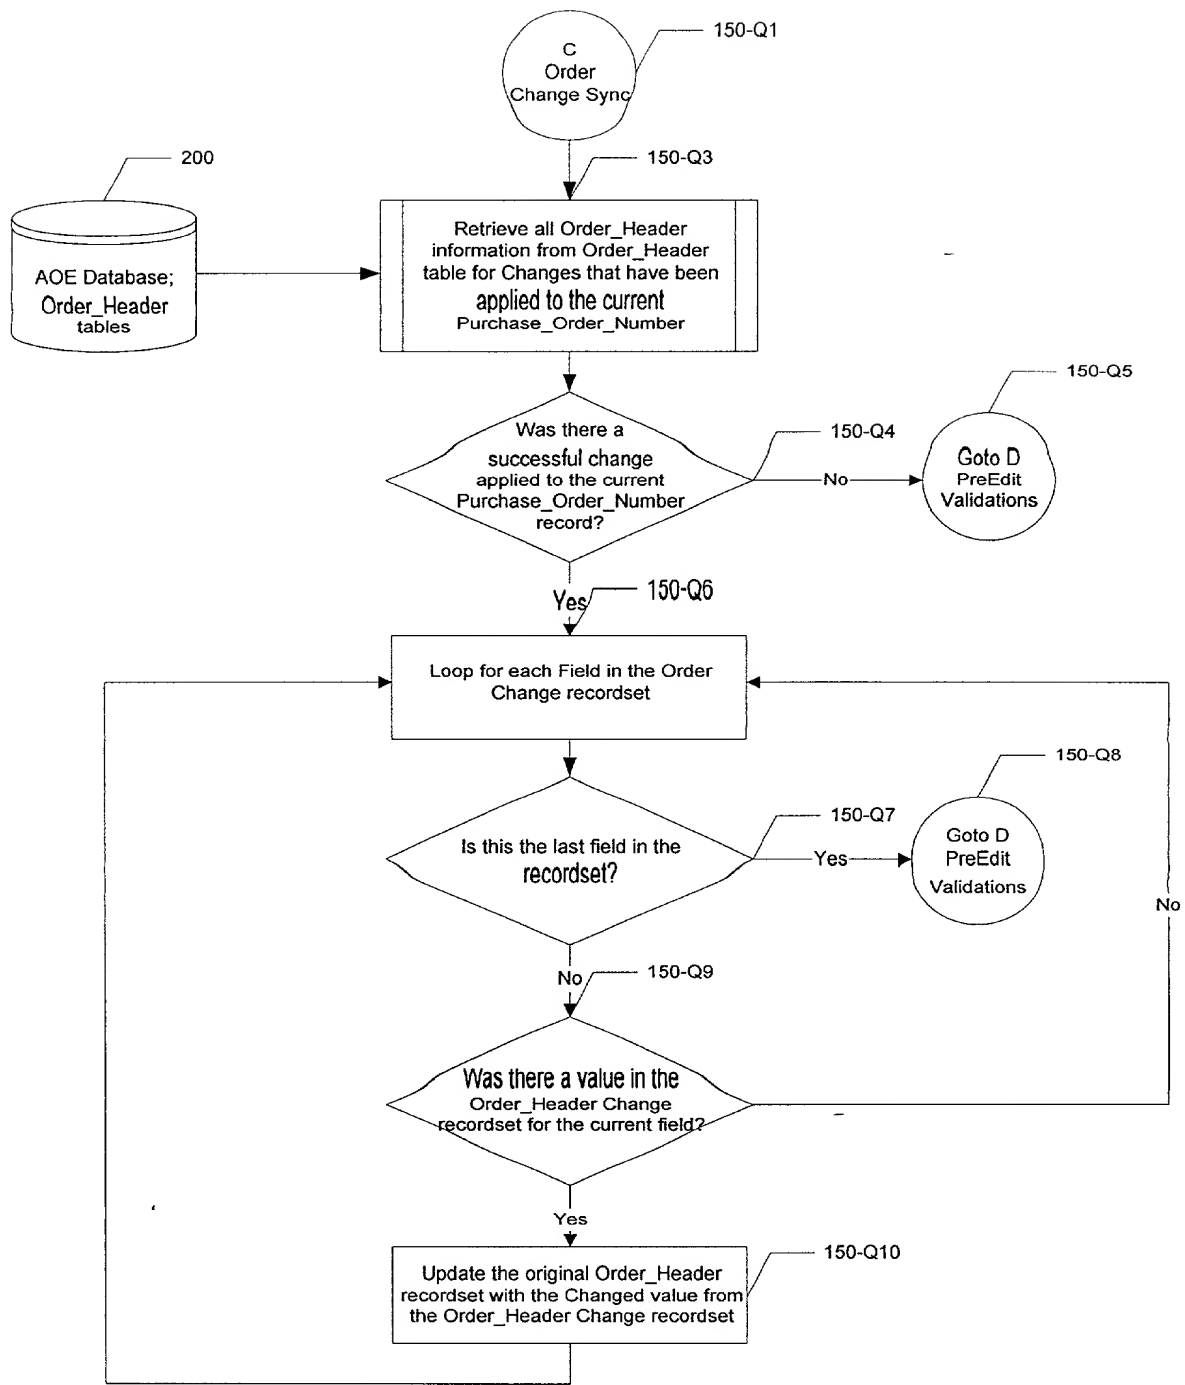 150-Q1
C
Order
Change Sync
150-Q3
200
Retrieve all Order_Header
information from Order_Header
table for Changes that have been
applied to the current
Purchase_Order_Number
AOE Database;
Order_Header
tables
150-Q5
150-Q4
Was there a
successful change
applied to the current
Purchase_Order_Number
record?
No
Goto D
PreEdit
Validations
150-Q6
Yes
Loop for each Field in the Order
Change recordset
150-Q8
150-Q7
Is this the last field in the
recordset?
Yes
Goto D
PreEdit
Validations
No
No
150-Q9
Was there a value in the
Order_Header Change
recordset for the current field?
Yes
150-Q10
Update the original Order_Header
recordset with the Changed value from
the Order_Header Change recordset